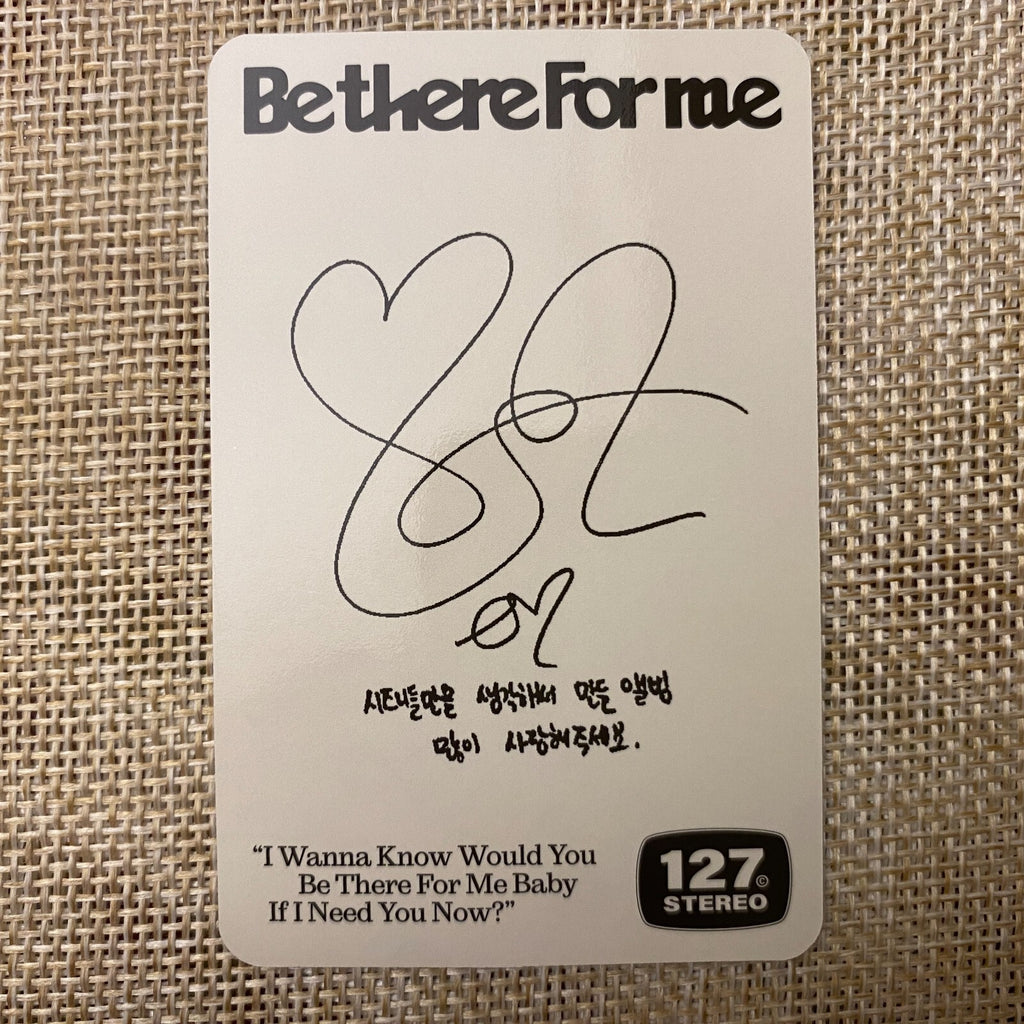 Be there For me
시즈니들만을 생각해서 만든 앨범
많이 사랑해주세요.
“I Wanna Know Would You
Be There For Me Baby
If I Need You Now?”
127©
STEREO